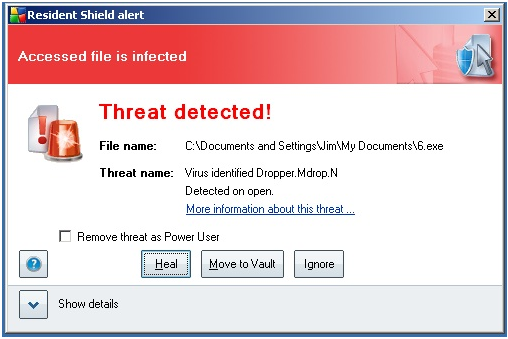 Resident Shield alert
Accessed file is infected
Threat detected!
File name: C:\Documents and Settings\Jim\My Documents\6.exe
Threat name: Virus identified Dropper.Mdrop.N
Detected on open.
More information about this threat ...
Remove threat as Power User
Heal Move to Vault Ignore
Show details